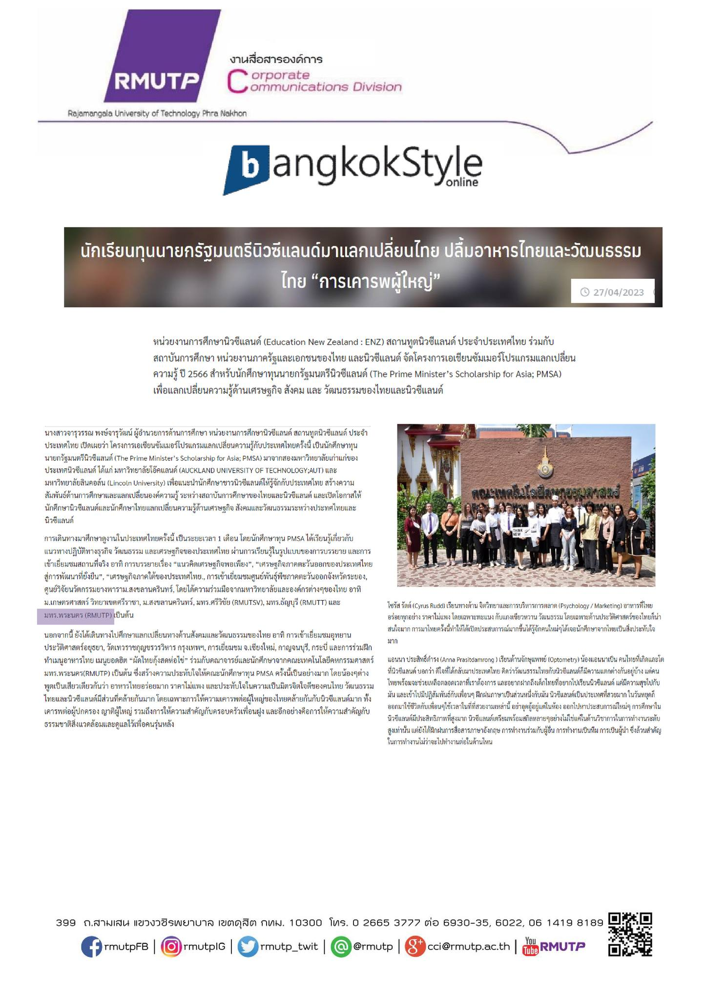 RMUTP
งานสื่อสารองค์การ
Corporate
Communications Division
Rajamangala University of Technology Phra Nakhon
bangkokStyle
online
นักเรียนทุนนายกรัฐมนตรีนิวซีแลนด์มาแลกเปลี่ยนไทย ปลื้มอาหารไทยและวัฒนธรรม
ไทย “การเคารพผู้ใหญ่”
27/04/2023
หน่วยงานการศึกษานิวซีแลนด์ (Education New Zealand : ENZ) สถานทูตนิวซีแลนด์ ประจำประเทศไทย ร่วมกับ
สถาบันการศึกษา หน่วยงานภาครัฐและเอกชนของไทย และนิวซีแลนด์ จัดโครงการเอเชียนซัมเมอร์โปรแกรมแลกเปลี่ยน
ความรู้ ปี 2566 สำหรับนักศึกษาทุนนายกรัฐมนตรีนิวซีแลนด์ (The Prime Minister’s Scholarship for Asia; PMSA)
เพื่อแลกเปลี่ยนความรู้ด้านเศรษฐกิจ สังคม และ วัฒนธรรมของไทยและนิวซีแลนด์
นางสาวจารุวรรณ พงษ์จารุวัฒน์ ผู้อำนวยการด้านการศึกษา หน่วยงานการศึกษานิวซีแลนด์ สถานทูตนิวซีแลนด์ ประจำ
ประเทศไทย เปิดเผยว่า โครงการเอเชียนซัมเมอร์โปรแกรมแลกเปลี่ยนความรู้กับประเทศไทยครั้งนี้ เป็นนักศึกษาทุน
นายกรัฐมนตรีนิวซีแลนด์ (The Prime Minister’s Scholarship for Asia; PMSA) มาจากสองมหาวิทยาลัยเก่าแก่ของ
ประเทศนิวซีแลนด์ ได้แก่ มหาวิทยาลัยโอ๊คแลนด์ (AUCKLAND UNIVERSITY OF TECHNOLOGY;AUT) และ
มหาวิทยาลัยลินคอล์น (Lincoln University) เพื่อแนะนำนักศึกษาชาวนิวซีแลนด์ให้รู้จักกับประเทศไทย สร้างความ
สัมพันธ์ด้านการศึกษาและแลกเปลี่ยนองค์ความรู้ ระหว่างสถาบันการศึกษาของไทยและนิวซีแลนด์ และเปิดโอกาสให้
นักศึกษานิวซีแลนด์และนักศึกษาไทยแลกเปลี่ยนความรู้ด้านเศรษฐกิจ สังคมและวัฒนธรรมระหว่างประเทศไทยและ
นิวซีแลนด์
การเดินทางมาศึกษาดูงานในประเทศไทยครั้งนี้ เป็นระยะเวลา 1 เดือน โดยนักศึกษาทุน PMSA ได้เรียนรู้เกี่ยวกับ
แนวทางปฏิบัติทางธุรกิจ วัฒนธรรม และเศรษฐกิจของประเทศไทย ผ่านการเรียนรู้ในรูปแบบของการบรรยาย และการ
เข้าเยี่ยมชมสถานที่จริง อาทิ การบรรยายเรื่อง “แนวคิดเศรษฐกิจพอเพียง”, “เศรษฐกิจภาคตะวันออกของประเทศไทย
สู่การพัฒนาที่ยั่งยืน”, “เศรษฐกิจภาคใต้ของประเทศไทย., การเข้าเยี่ยมชมศูนย์พันธุ์พืชภาคตะวันออกจังหวัดระยอง,
ศูนย์วิจัยนวัตกรรมยางพาราม.สงขลานครินทร์, โดยได้ความร่วมมือจากมหาวิทยาลัยและองค์กรต่างๆของไทย อาทิ
ม.เกษตรศาสตร์ วิทยาเขตศรีราชา, ม.สงขลานครินทร์, มทร.ศรีวิชัย (RMUTSV), มทร.ธัญบุรี (RMUTT) และ
มทร.พระนคร (RMUTP) เป็นต้น
นอกจากนี้ ยังได้เดินทางไปศึกษาแลกเปลี่ยนทางด้านสังคมและวัฒนธรรมของไทย อาทิ การเข้าเยี่ยมชมอุทยาน
ประวัติศาสตร์อยุธยา, วัดเทวราชกุญชรวรวิหาร กรุงเทพฯ, การเยี่ยมชม จ.เชียงใหม่, กาญจนบุรี, กระบี่ และการร่วมฝึก
ทำเมนูอาหารไทย เมนูยอดฮิต “ผัดไทยกุ้งสดห่อไข่” ร่วมกับคณาจารย์และนักศึกษาจากคณะเทคโนโลยีคหกรรมศาสตร์
มทร.พระนคร(RMUTP) เป็นต้น ซึ่งสร้างความประทับใจให้คณะนักศึกษาทุน PMSA ครั้งนี้เป็นอย่างมาก โดยน้องๆต่าง
พูดเป็นเสียวเดียวกันว่า อาหารไทยอร่อยมาก ราคาไม่แพง และประทับใจในความเป็นมิตรจิตใจดีของคนไทย วัฒนธรรม
ไทยและนิวซีแลนด์มีส่วนที่คล้ายกันมาก โดยเฉพาะการให้ความเคารพต่อผู้ใหญ่ของไทยคล้ายกันกับนิวซีแลนด์มาก ทั้ง
เคารพต่อผู้ปกครอง ญาติผู้ใหญ่ รวมถึงการให้ความสำคัญกับครอบครัวเพื่อนฝูง และอีกอย่างคือการให้ความสำคัญกับ
ธรรมชาติสิ่งแวดล้อมและดูแลไว้เพื่อคนรุ่นหลัง
คณะเทคโนโลยีคหกรรมศาสตร์
ATM
THINK
NEW
ไซรัส รัดด์ (Cyrus Rudd) เรียนทางด้าน จิตวิทยาและการบริหารการตลาด (Psychology / Marketing) อาหารที่ไทย
อร่อยทุกอย่าง ราคาไม่แพง โดยเฉพาะพะแนง กับแกงเขียวหวาน วัฒนธรรม โดยเฉพาะด้านประวัติศาสตร์ของไทยก็น่า
สนใจมาก การมาไทยครั้งนี้ทำให้ได้เปิดประสบการณ์มากขึ้นได้รู้จักคนใหม่ๆได้เจอนักศึกษาจากไทยเป็นสิ่งประทับใจ
มาก
แอนนา ประสิทธิ์ดำรง (Anna Prasitdamrong ) เรียนด้านจักษุแพทย์ (Optometry) น้องแอนนาเป็น คนไทยที่เกิดและโต
ที่นิวซีแลนด์ บอกว่า ดีใจที่ได้กลับมาประเทศไทย คิดว่าวัฒนธรรมไทยกับนิวซีแลนด์ก็มีความแตกต่างกันอยู่บ้าง แต่คน
ไทยพร้อมจะช่วยเหลือตลอดเวลาที่เราต้องการ และอยากฝากถึงเด็กไทยที่อยากไปเรียนนิวซีแลนด์ แค่มีความสุขไปกับ
มัน และเข้าไปมีปฏิสัมพันธ์กับเพื่อนๆ ฝึกฝนภาษาเป็นส่วนหนึ่งกับมัน นิวซีแลนด์เป็นประเทศที่สวยมาก ในวันหยุดก็
ออกมาใช้ชีวิตกับเพื่อนๆใช้เวลาในที่ที่สวยงามเหล่านี้ อย่าอุดอู้อยู่แต่ในห้อง ออกไปหาประสบการณ์ใหม่ๆ การศึกษาใน
นิวซีแลนด์มีประสิทธิภาพที่สูงมาก นิวซีแลนด์เตรียมพร้อมสกิลหลายๆอย่างไม่ใช่แค่ในด้านวิชาการในการทำงานระดับ
สูงเท่านั้น แต่ยังได้ฝึกฝนการสื่อสารภาษาอังกฤษ การทำงานร่วมกับผู้อื่น การทำงานเป็นทีม การเป็นผู้นำ ซึ่งล้วนสำคัญ
ในการทำงานไม่ว่าจะไปทำงานต่อในด้านไหน
399 ถ.สามเสน แขวงวชิรพยาบาล เขตดุสิต กทม. 10300 โทร. 0 2665 3777 ต่อ 6930-35, 6022, 06 1419 8189
rmutpFB | rmutpIG | rmutp_twit | @rmutp | cci@rmutp.ac.th | You Tube RMUTP